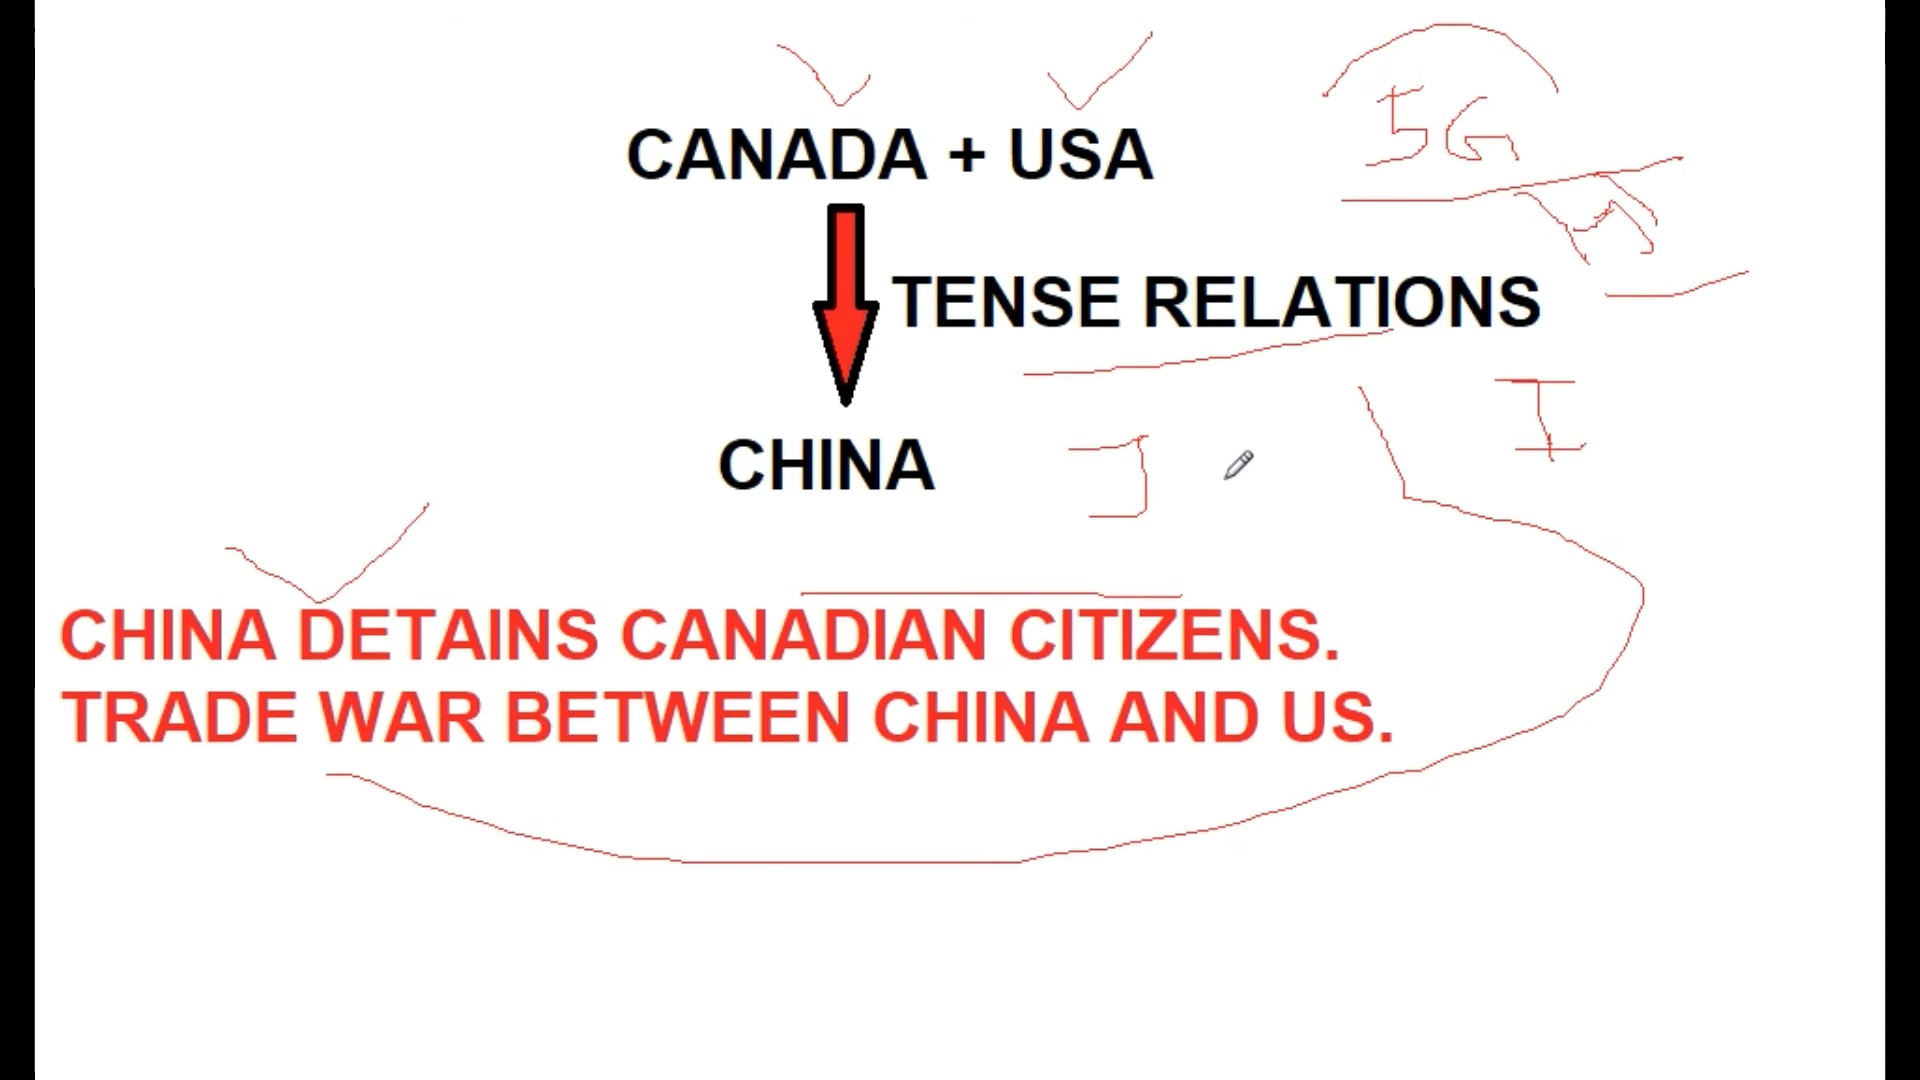 CANADA + USA
5G
TENSE RELATIONS
CHINA
I
CHINA DETAINS CANADIAN CITIZENS.
TRADE WAR BETWEEN CHINA AND US.